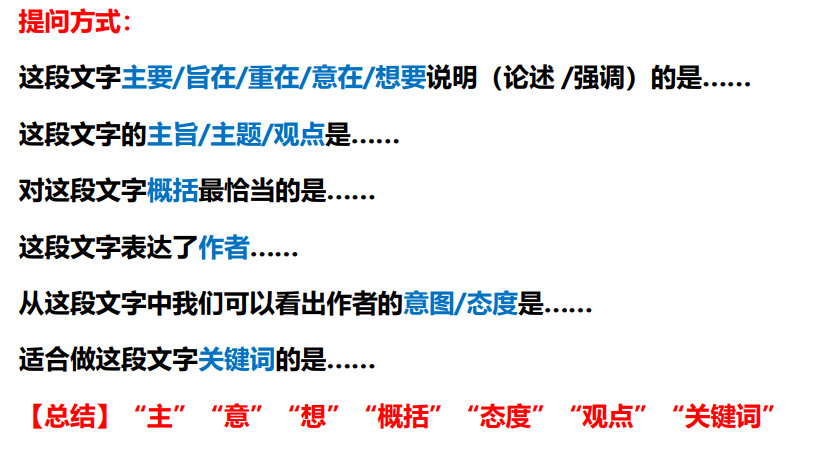 提问方式：
这段文字主要/旨在/重在/意在/想要说明（论述 /强调）的是……
这段文字的主旨/主题/观点是……
对这段文字概括最恰当的是……
这段文字表达了作者……
从这段文字中我们可以看出作者的意图/态度是……
适合做这段文字关键词的是……
【总结】“主”“意”“想”“概括”“态度”“观点”“关键词”